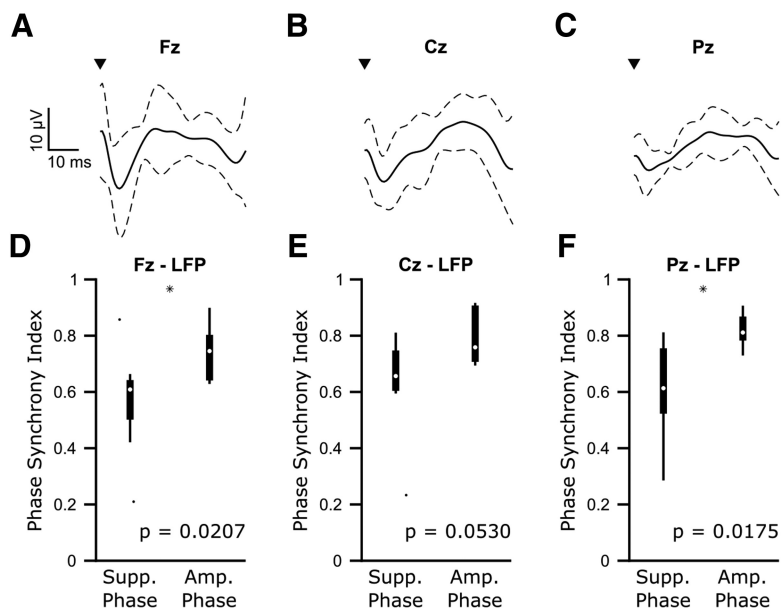 A
Fz
B
Cz
C
Pz
10 µV
10 ms
D
Fz - LFP
*
Phase Synchrony Index
1
0.8
0.6
0.4
0.2
0
p = 0.0207
Supp.
Phase
Amp.
Phase
E
Cz - LFP
Phase Synchrony Index
1
0.8
0.6
0.4
0.2
0
p = 0.0530
Supp.
Phase
Amp.
Phase
F
Pz - LFP
*
Phase Synchrony Index
1
0.8
0.6
0.4
0.2
0
p = 0.0175
Supp.
Phase
Amp.
Phase